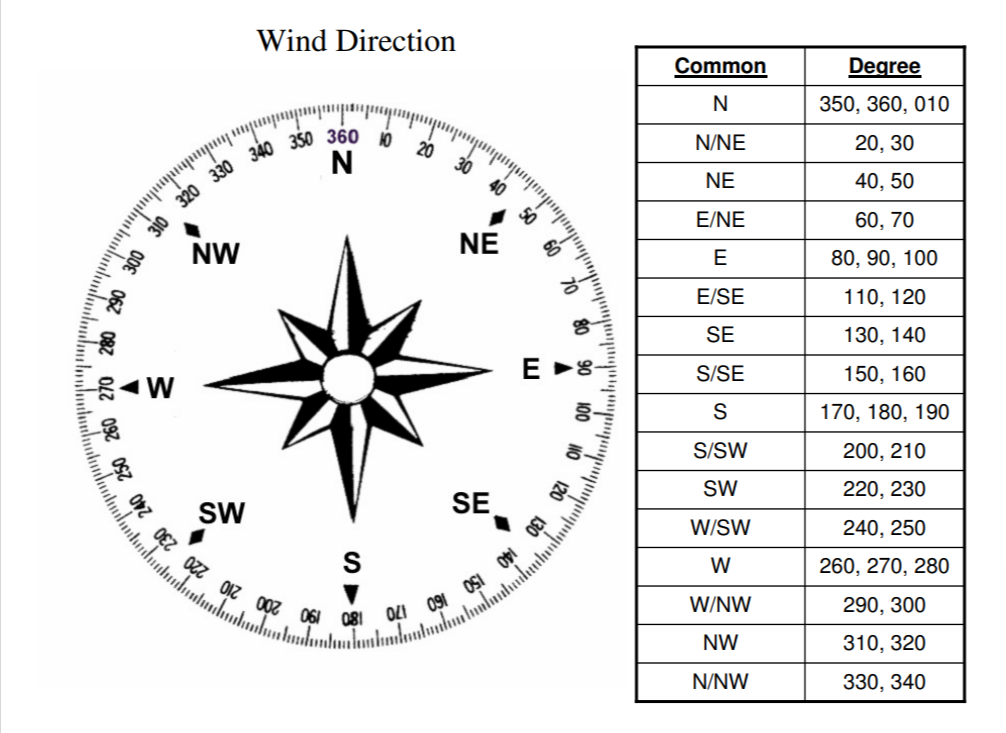 Wind Direction
360
N
10
20
30
40
50
60
70
80
90
100
110
120
130
140
150
160
170
180
190
200
210
220
230
240
250
260
270
280
290
300
310
320
330
340
350
NW
NE
W
E
SW
SE
S
Common Degree
N 350, 360, 010
N/NE 20, 30
NE 40, 50
E/NE 60, 70
E 80, 90, 100
E/SE 110, 120
SE 130, 140
S/SE 150, 160
S 170, 180, 190
S/SW 200, 210
SW 220, 230
W/SW 240, 250
W 260, 270, 280
W/NW 290, 300
NW 310, 320
N/NW 330, 340